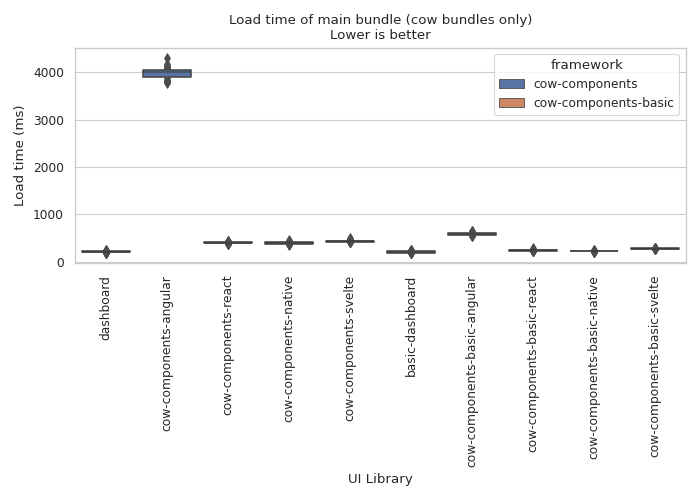 Load time of main bundle (cow bundles only)
Lower is better
framework
cow-components
cow-components-basic
Load time (ms)
4000
3000
2000
1000
0
dashboard
cow-components-angular
cow-components-react
cow-components-native
cow-components-svelte
basic-dashboard
cow-components-basic-angular
cow-components-basic-react
cow-components-basic-native
cow-components-basic-svelte
UI Library